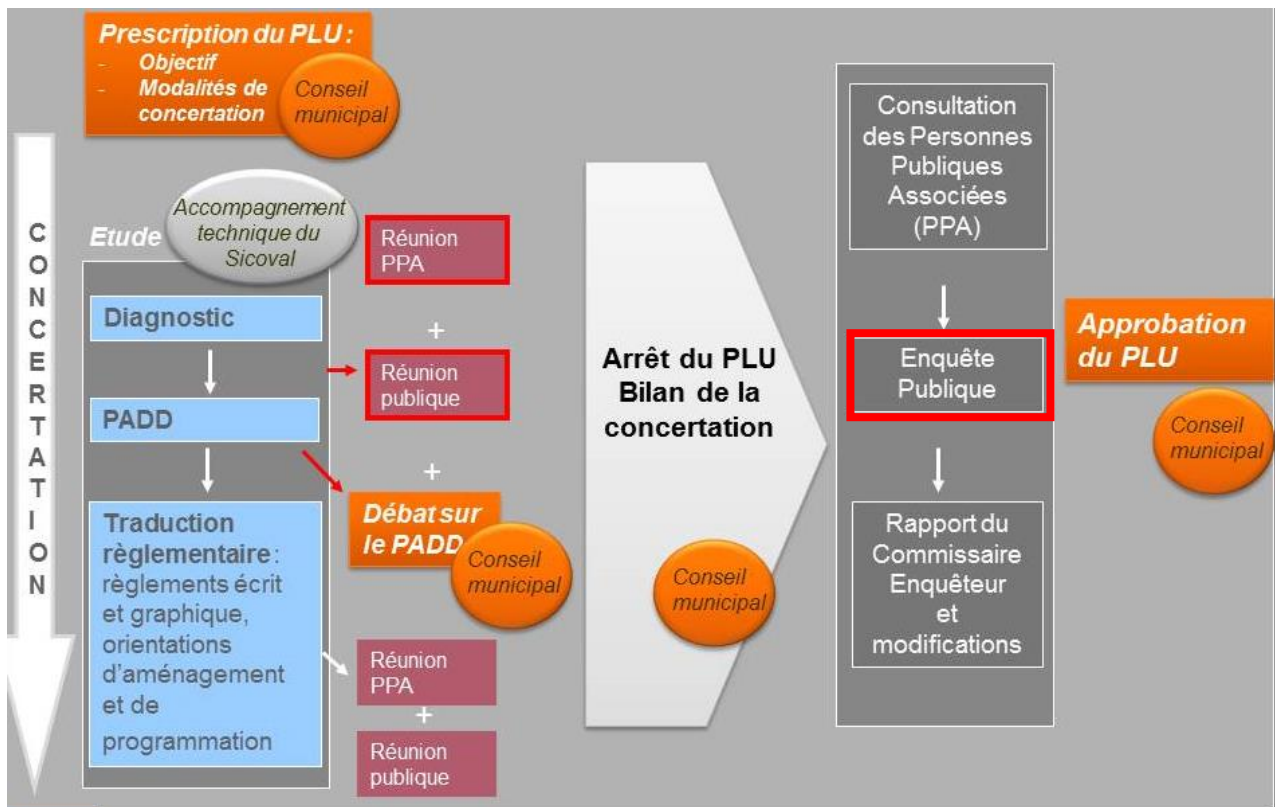 Prescription du PLU :
- Objectif
- Modalités de
concertation
Conseil
municipal
CONCERTATION
Etude
Accompagnement
technique du
Sicoval
Diagnostic
PADD
Traduction
règlementaire :
règlements écrit
et graphique,
orientations
d’aménagement
et de
programmation
Réunion
PPA
+
Réunion
publique
+
Débat sur
le PADD
Conseil
municipal
Réunion
PPA
+
Réunion
publique
Arrêt du PLU
Bilan de la
concertation
Conseil
municipal
Consultation
des Personnes
Publiques
Associées
(PPA)
Enquête
Publique
Rapport du
Commissaire
Enquêteur
et
modifications
Approbation
du PLU
Conseil
municipal